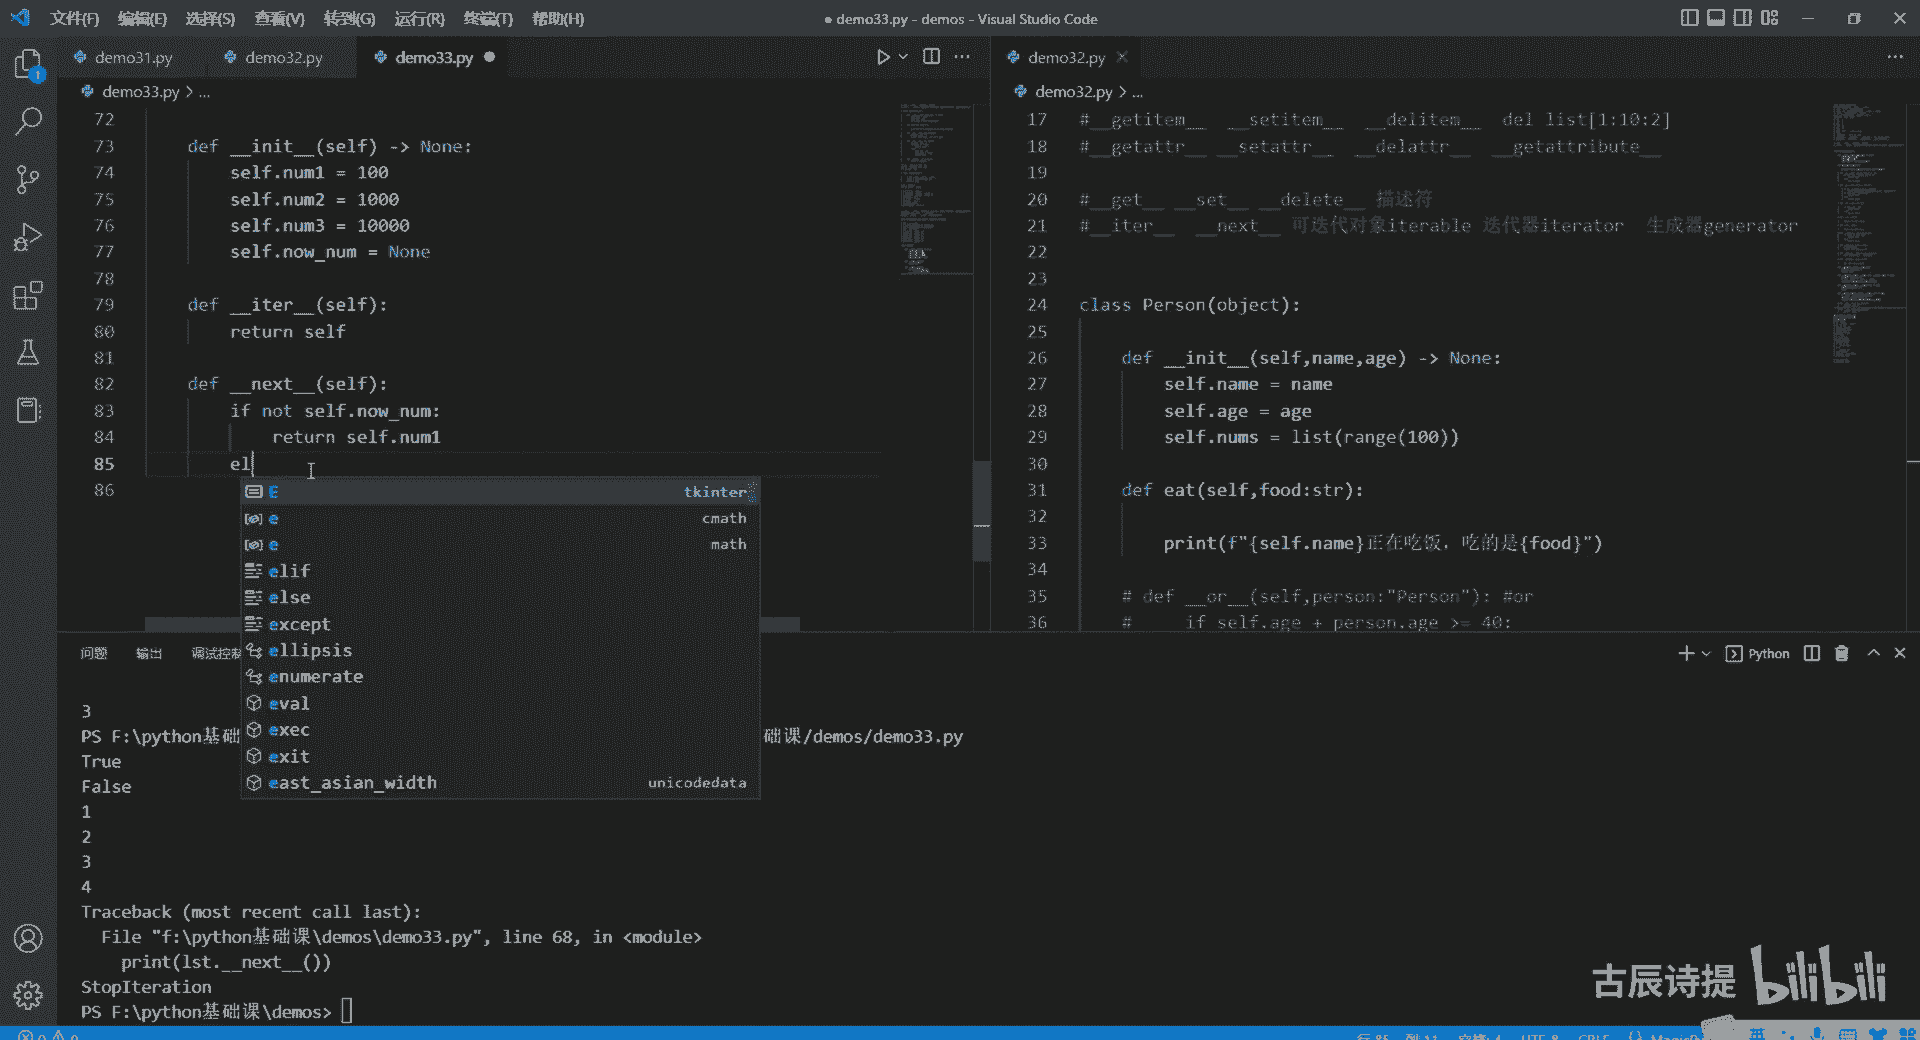 文件(F) 编辑(E) 选择(S) 查看(V) 转到(G) 运行(R) 终端(T) 帮助(H)
● demo33.py - demos - Visual Studio Code
demo31.py demo32.py demo33.py
demo33.py > ...
72
73 def __init__(self) -> None:
74 self.num1 = 100
75 self.num2 = 1000
76 self.num3 = 10000
77 self.now_num = None
78
79 def __iter__(self):
80 return self
81
82 def __next__(self):
83 if not self.now_num:
84 return self.num1
85 el
86
E tkinter
e cmath
e math
elif
else
except
ellipsis
enumerate
eval
exec
exit
east_asian_width unicodedata
demo32.py
demo32.py > ...
17 #__getitem__ __setitem__ __delitem__ del list[1:10:2]
18 #__getattr__ __setattr__ __delattr__ __getattribute__
19
20 #__get__ __set__ __delete__ 描述符
21 #__iter__ __next__ 可迭代对象iterable 迭代器iterator 生成器generator
22
23
24 class Person(object):
25
26 def __init__(self,name,age) -> None:
27 self.name = name
28 self.age = age
29 self.nums = list(range(100))
30
31 def eat(self,food:str):
32
33 print(f"{self.name}正在吃饭，吃的是{food}")
34
35 # def __or__(self,person:"Person"): #or
36 # if self.age + person.age >= 40:
问题 输出 调试控制
Python
3
PS F:\python基础 础课/demos/demo33.py
True
False
1
2
3
4
Traceback (most recent call last):
File "f:\python基础课\demos\demo33.py", line 68, in <module>
print(lst.__next__())
StopIteration
PS F:\python基础课\demos>
古辰诗提 bilibili